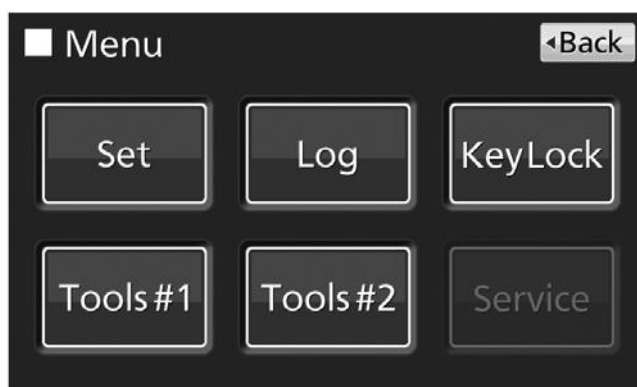 Menu
◂Back
Set
Log
KeyLock
Tools#1
Tools#2
Service